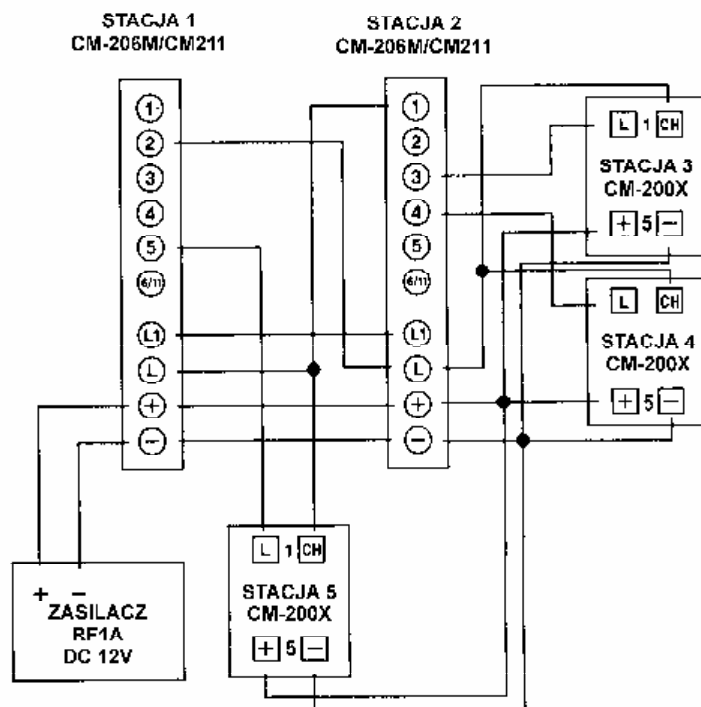 STACJA 1
CM-206M/CM211
STACJA 2
CM-206M/CM211
1
2
3
4
5
6/11
L1
L
+
−
1
2
3
4
5
6/11
L1
L
+
−
L 1 CH
STACJA 3
CM-200X
+ 5 −
L CH
STACJA 4
CM-200X
+ 5 −
L 1 CH
STACJA 5
CM-200X
+ 5 −
+ −
ZASILACZ
RF1A
DC 12V